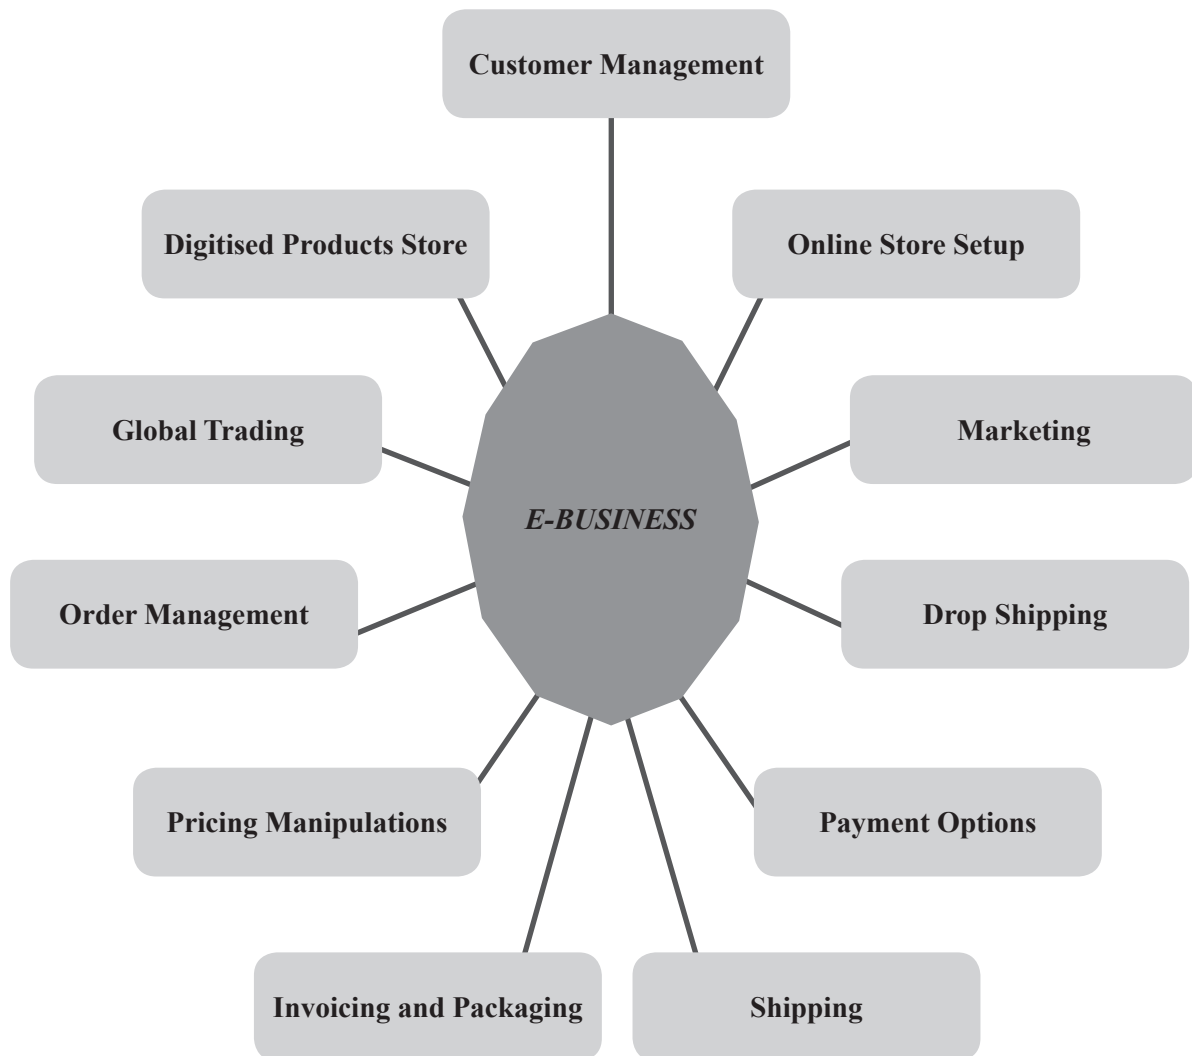 Customer Management
Digitised Products Store
Online Store Setup
Global Trading
Marketing
E-BUSINESS
Order Management
Drop Shipping
Pricing Manipulations
Payment Options
Invoicing and Packaging
Shipping